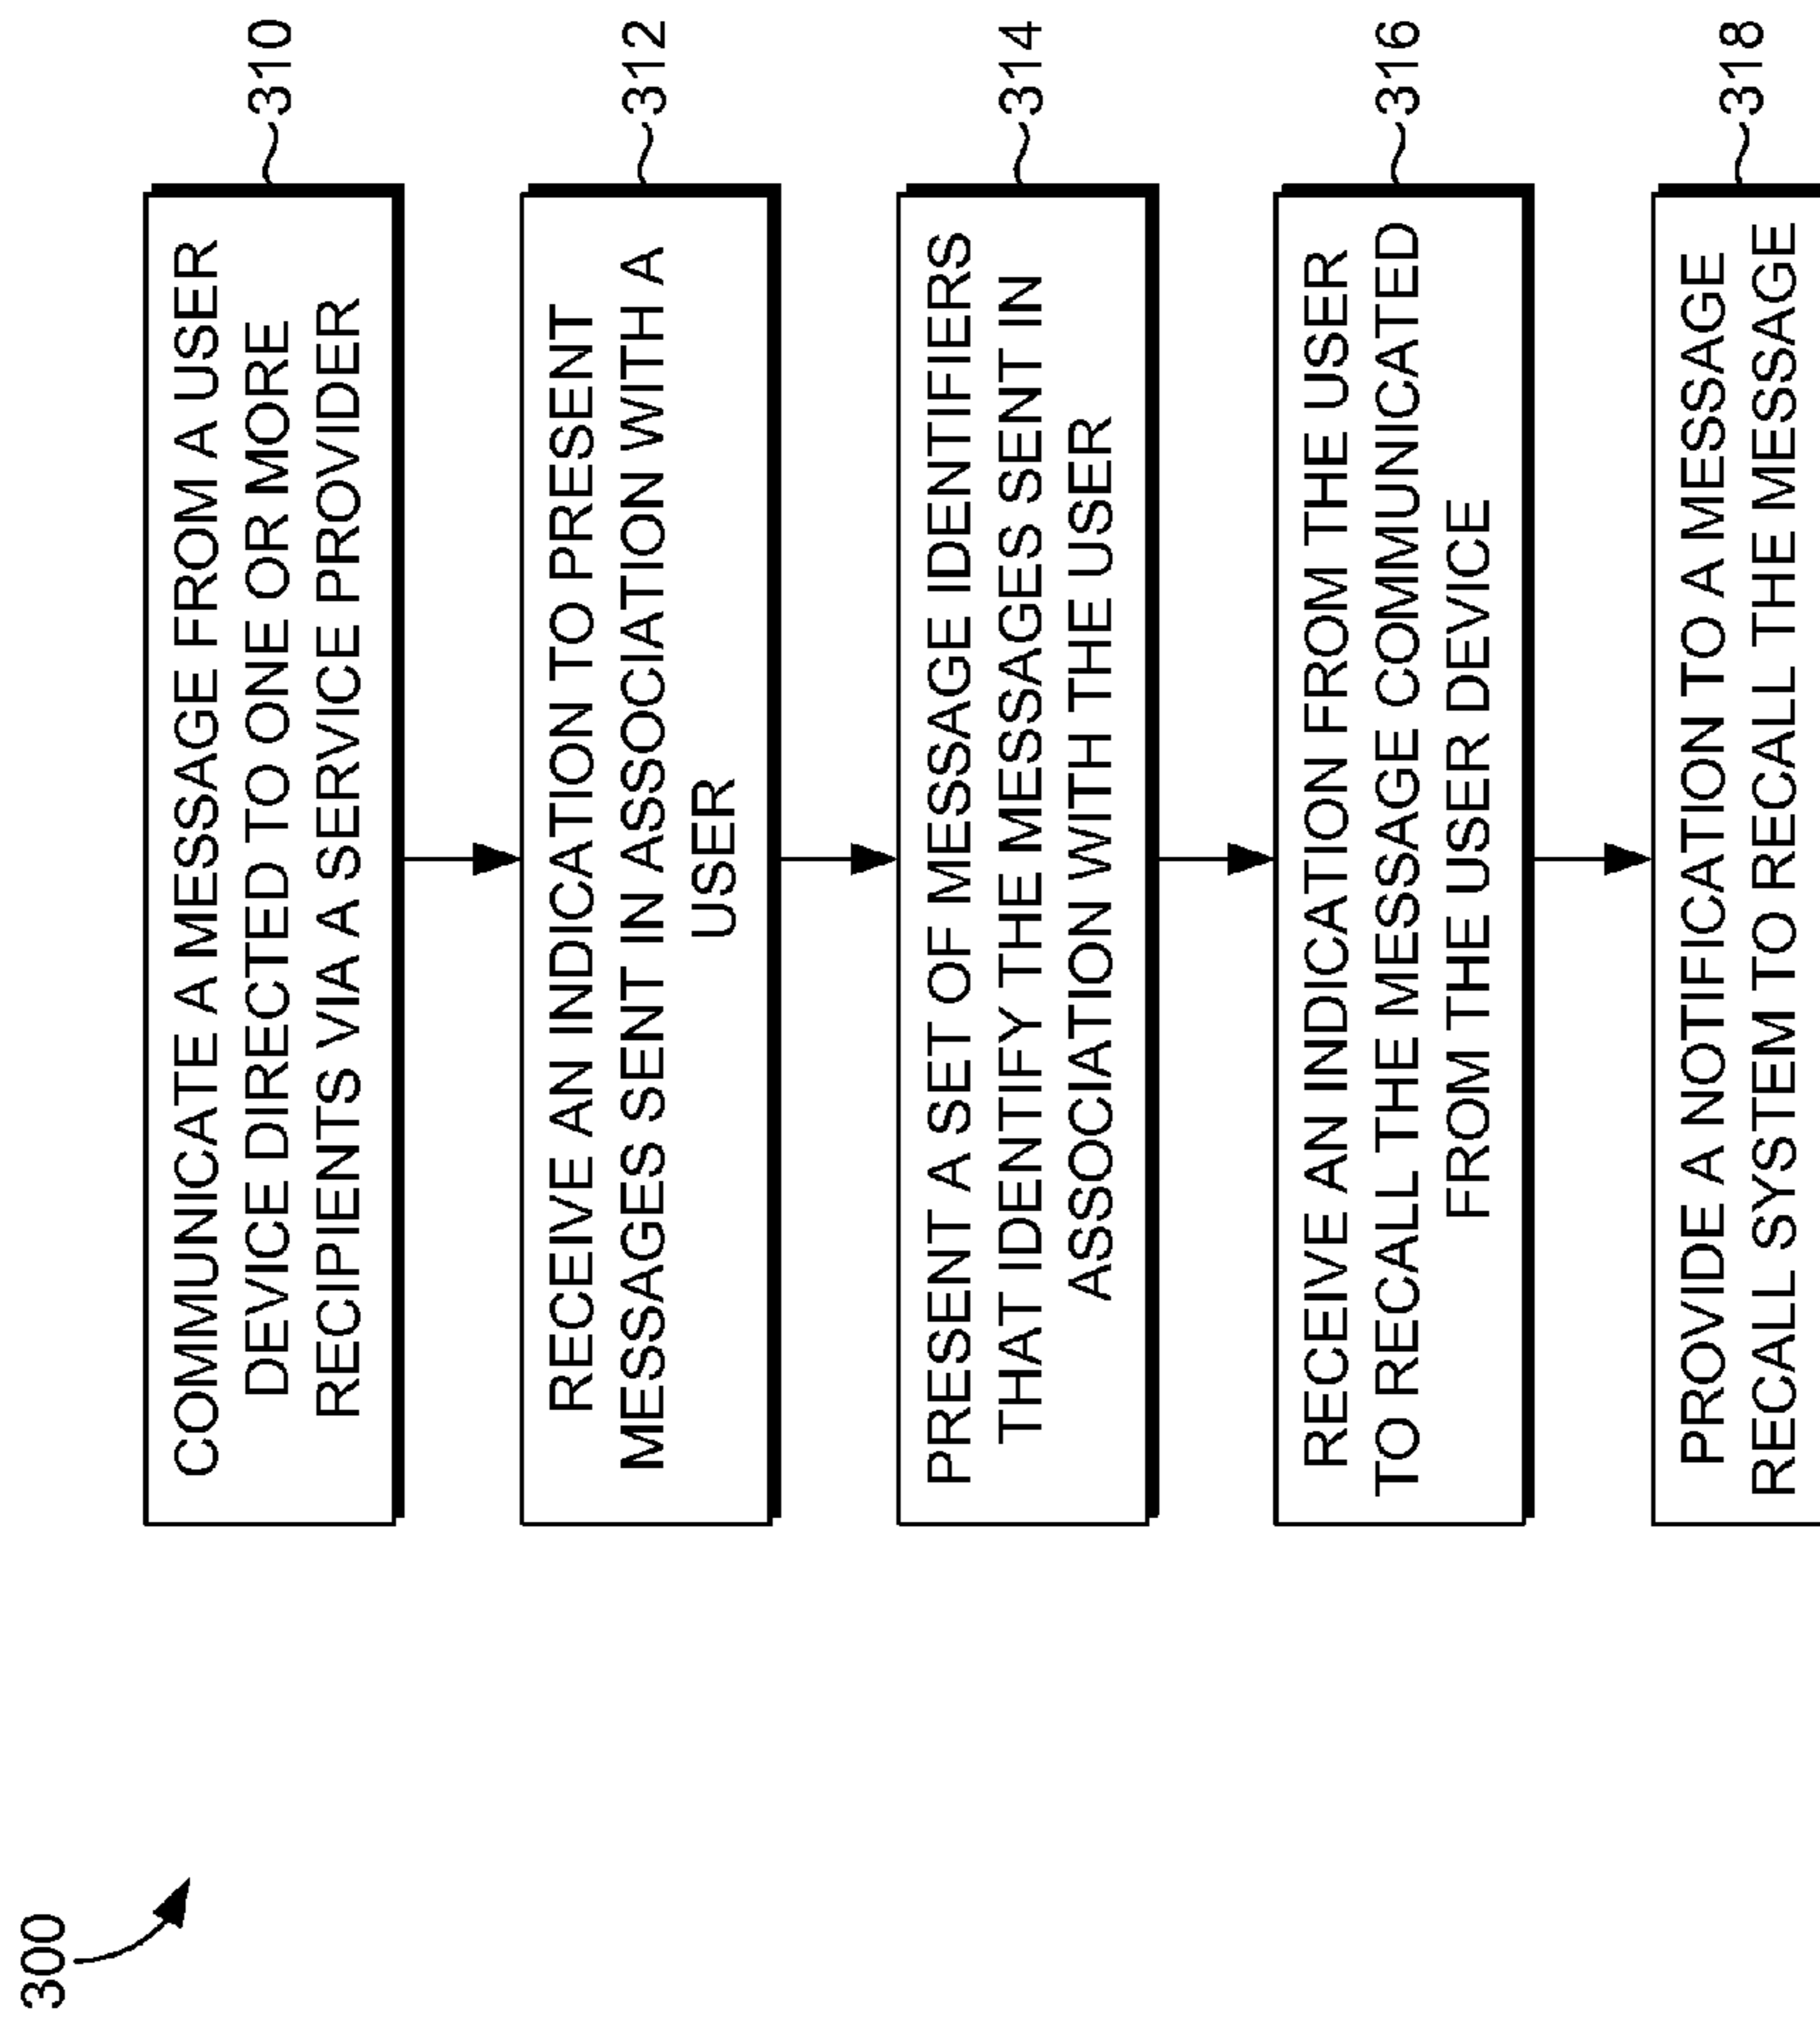 300
COMMUNICATE A MESSAGE FROM A USER
DEVICE DIRECTED TO ONE OR MORE
RECIPIENTS VIA A SERVICE PROVIDER
310
RECEIVE AN INDICATION TO PRESENT
MESSAGES SENT IN ASSOCIATION WITH A
USER
312
PRESENT A SET OF MESSAGE IDENTIFIERS
THAT IDENTIFY THE MESSAGES SENT IN
ASSOCIATION WITH THE USER
314
RECEIVE AN INDICATION FROM THE USER
TO RECALL THE MESSAGE COMMUNICATED
FROM THE USER DEVICE
316
PROVIDE A NOTIFICATION TO A MESSAGE
RECALL SYSTEM TO RECALL THE MESSAGE
318